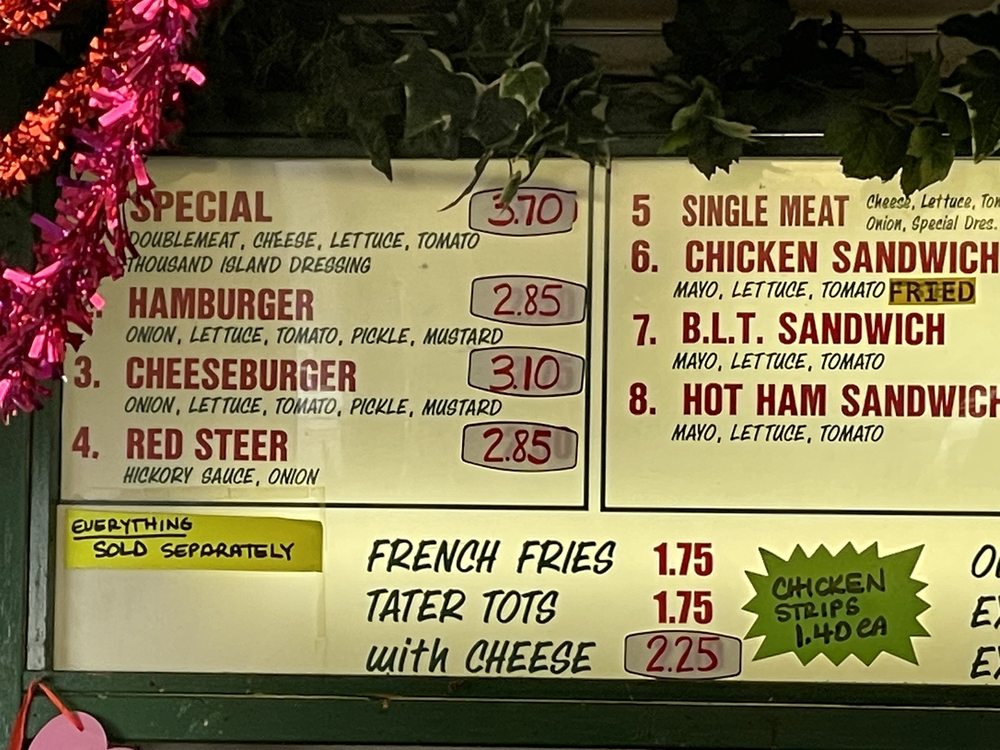 SPECIAL 3.70
DOUBLEMEAT, CHEESE, LETTUCE, TOMATO
THOUSAND ISLAND DRESSING
HAMBURGER 2.85
ONION, LETTUCE, TOMATO, PICKLE, MUSTARD
3. CHEESEBURGER 3.10
ONION, LETTUCE, TOMATO, PICKLE, MUSTARD
4. RED STEER 2.85
HICKORY SAUCE, ONION
5 SINGLE MEAT Cheese, Lettuce,
Onion, Special Dres.
6. CHICKEN SANDWICH
MAYO, LETTUCE, TOMATO FRIED
7. B.L.T. SANDWICH
MAYO, LETTUCE, TOMATO
8. HOT HAM SANDWICH
MAYO, LETTUCE, TOMATO
EVERYTHING
SOLD SEPARATELY
FRENCH FRIES 1.75
TATER TOTS 1.75
with CHEESE 2.25
CHICKEN
STRIPS
1.40 EA